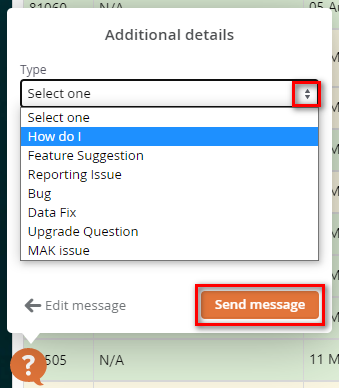 81060 N/A 05 A
Additional details
Type
Select one
Select one
How do I
Feature Suggestion
Reporting Issue
Bug
Data Fix
Upgrade Question
MAK issue
Edit message
Send message
?
505 N/A 11 M